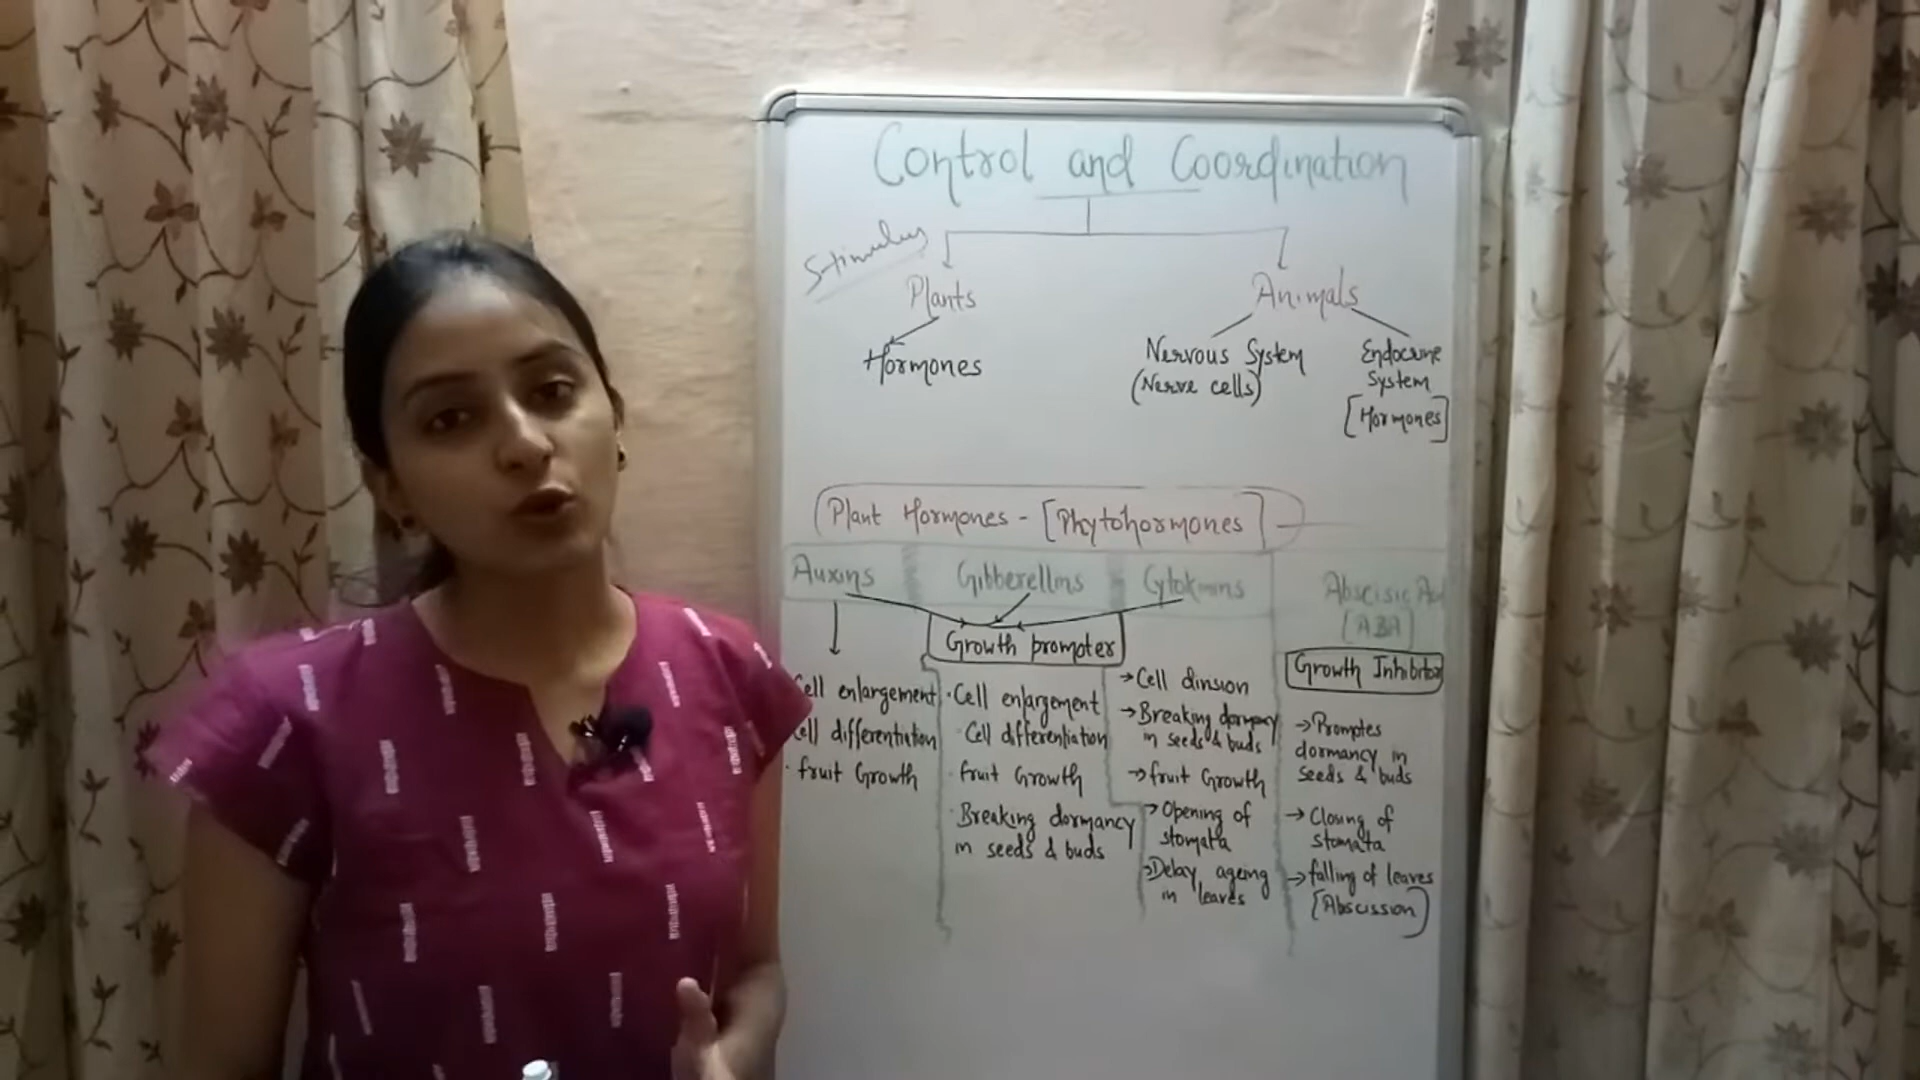 Control and Coordination
Stimulus
Plants
Animals
Hormones
Nervous System
(Nerve cells)
Endocrine
System
[Hormones]
Plant Hormones - [Phytohormones]
Auxins
Gibberellins
Cytokinins
Abscisic
[ABA]
Growth promoter
Growth Inhibitor
Cell enlargement
Cell differentiation
· fruit Growth
· Cell enlargement
· Cell differentiation
· fruit Growth
· Breaking dormancy
in seeds & buds
→ Cell division
→ Breaking dormancy
in seeds & buds
→ fruit Growth
→ Opening of
stomata
→ Delay ageing
in leaves
→ Promotes
dormancy in
seeds & buds
→ Closing of
stomata
→ falling of leaves
[Abscission]